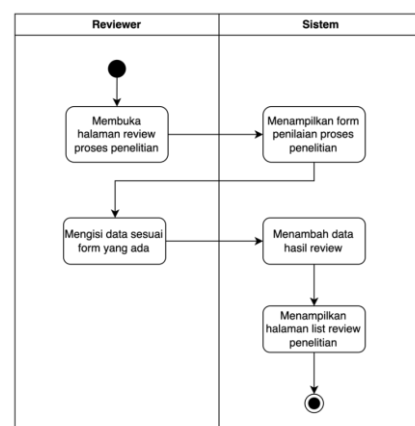 Reviewer
Sistem
Membuka
halaman review
proses penelitian
Menampilkan form
penilaian proses
penelitian
Mengisi data sesuai
form yang ada
Menambah data
hasil review
Menampilkan
halaman list review
penelitian